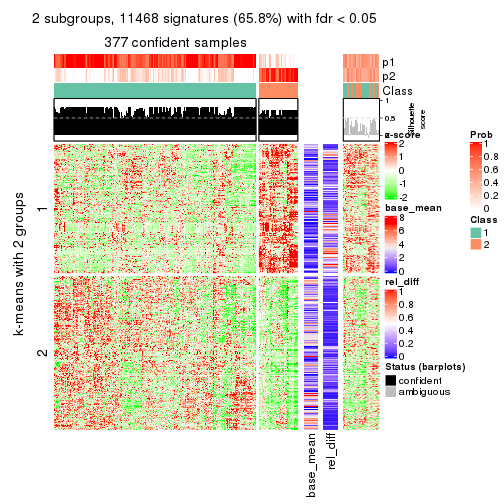 2 subgroups, 11468 signatures (65.8%) with fdr < 0.05
377 confident samples
p1
p2
Class
1
0.5
0
Silhouette
score
k-means with 2 groups
1
2
base_mean
rel_diff
z-score
2
1
0
-1
-2
base_mean
8
6
4
2
0
rel_diff
1
0.8
0.6
0.4
0.2
0
Status (barplots)
confident
ambiguous
Prob
1
0.8
0.6
0.4
0.2
0
Class
1
2